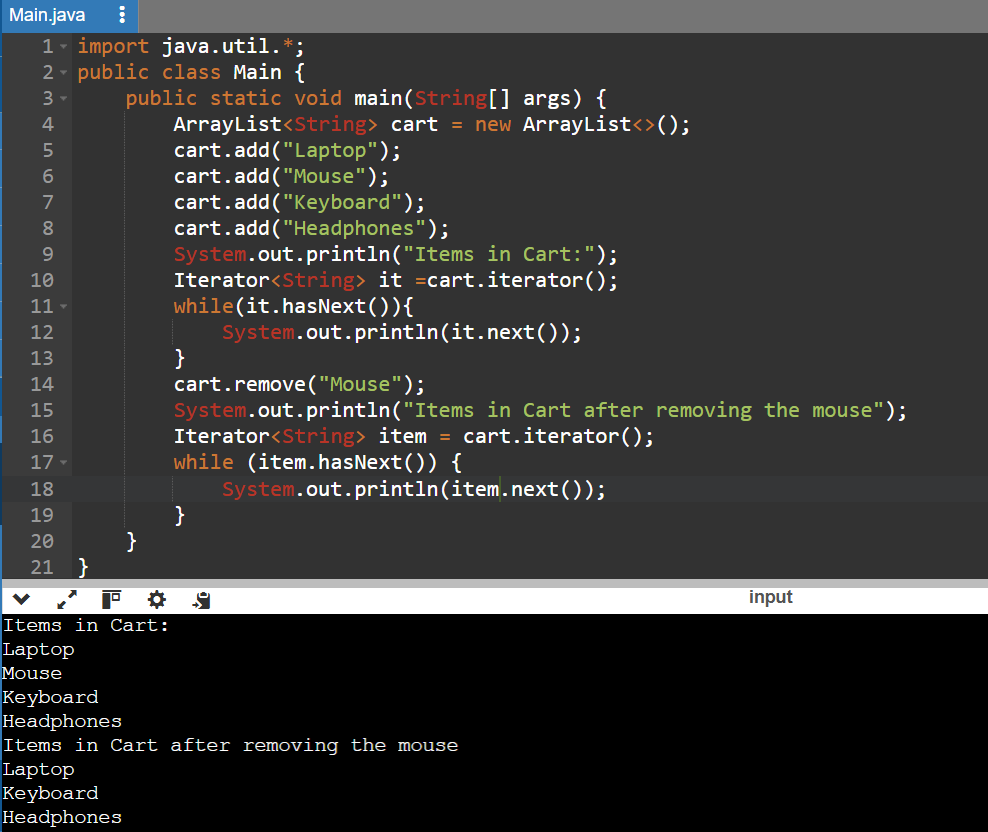 Main.java
1 import java.util.*;
2 public class Main {
3     public static void main(String[] args) {
4         ArrayList<String> cart = new ArrayList<>();
5         cart.add("Laptop");
6         cart.add("Mouse");
7         cart.add("Keyboard");
8         cart.add("Headphones");
9         System.out.println("Items in Cart:");
10         Iterator<String> it =cart.iterator();
11         while(it.hasNext()){
12             System.out.println(it.next());
13         }
14         cart.remove("Mouse");
15         System.out.println("Items in Cart after removing the mouse");
16         Iterator<String> item = cart.iterator();
17         while (item.hasNext()) {
18             System.out.println(item.next());
19         }
20     }
21 }
input
Items in Cart:
Laptop
Mouse
Keyboard
Headphones
Items in Cart after removing the mouse
Laptop
Keyboard
Headphones